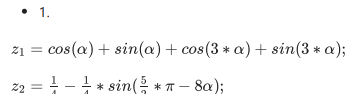 1.
z₁ = cos(α) + sin(α) + cos(3 * α) + sin(3 * α);
z₂ = 1/4 − 1/4 * sin(5/2 * π − 8α);